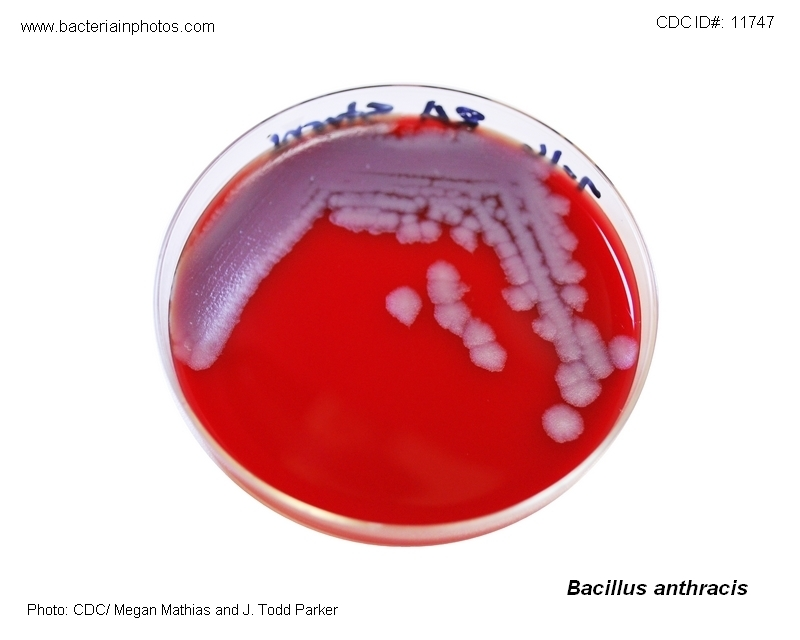 www.bacteriainphotos.com
CDC ID#: 11747
Bacillus anthracis
Photo: CDC/ Megan Mathias and J. Todd Parker